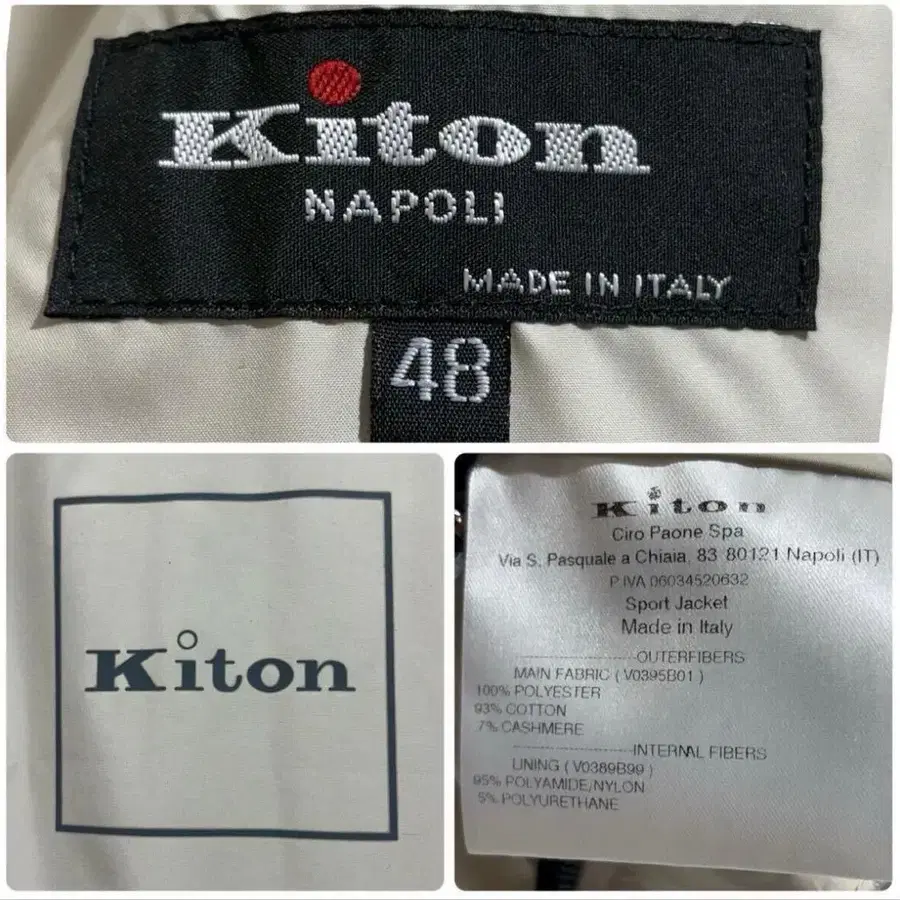 Kiton
NAPOLI
MADE IN ITALY
48
Kiton
Kiton
Ciro Paone Spa
Via S. Pasquale a Chiaia, 83 80121 Napoli (IT)
P.IVA 06034520632
Sport Jacket
Made in Italy
--------------------OUTERFIBERS
MAIN FABRIC ( V0395B01 )
100% POLYESTER
93% COTTON
7% CASHMERE
--------------------INTERNAL FIBERS
LINING ( V0389B99 )
95% POLYAMIDE/NYLON
5% POLYURETHANE